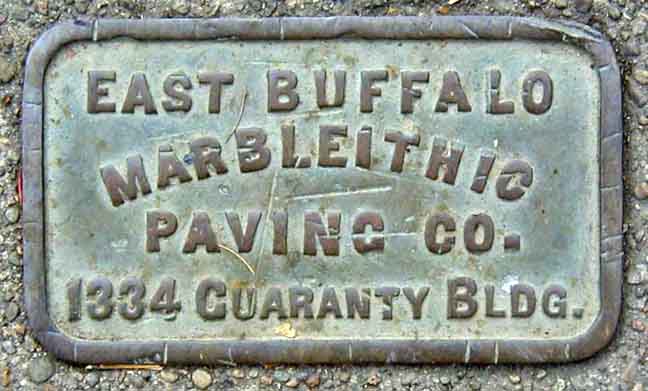 EAST BUFFALO
MARBLEITHIC
PAVING CO.
1334 GUARANTY BLDG.